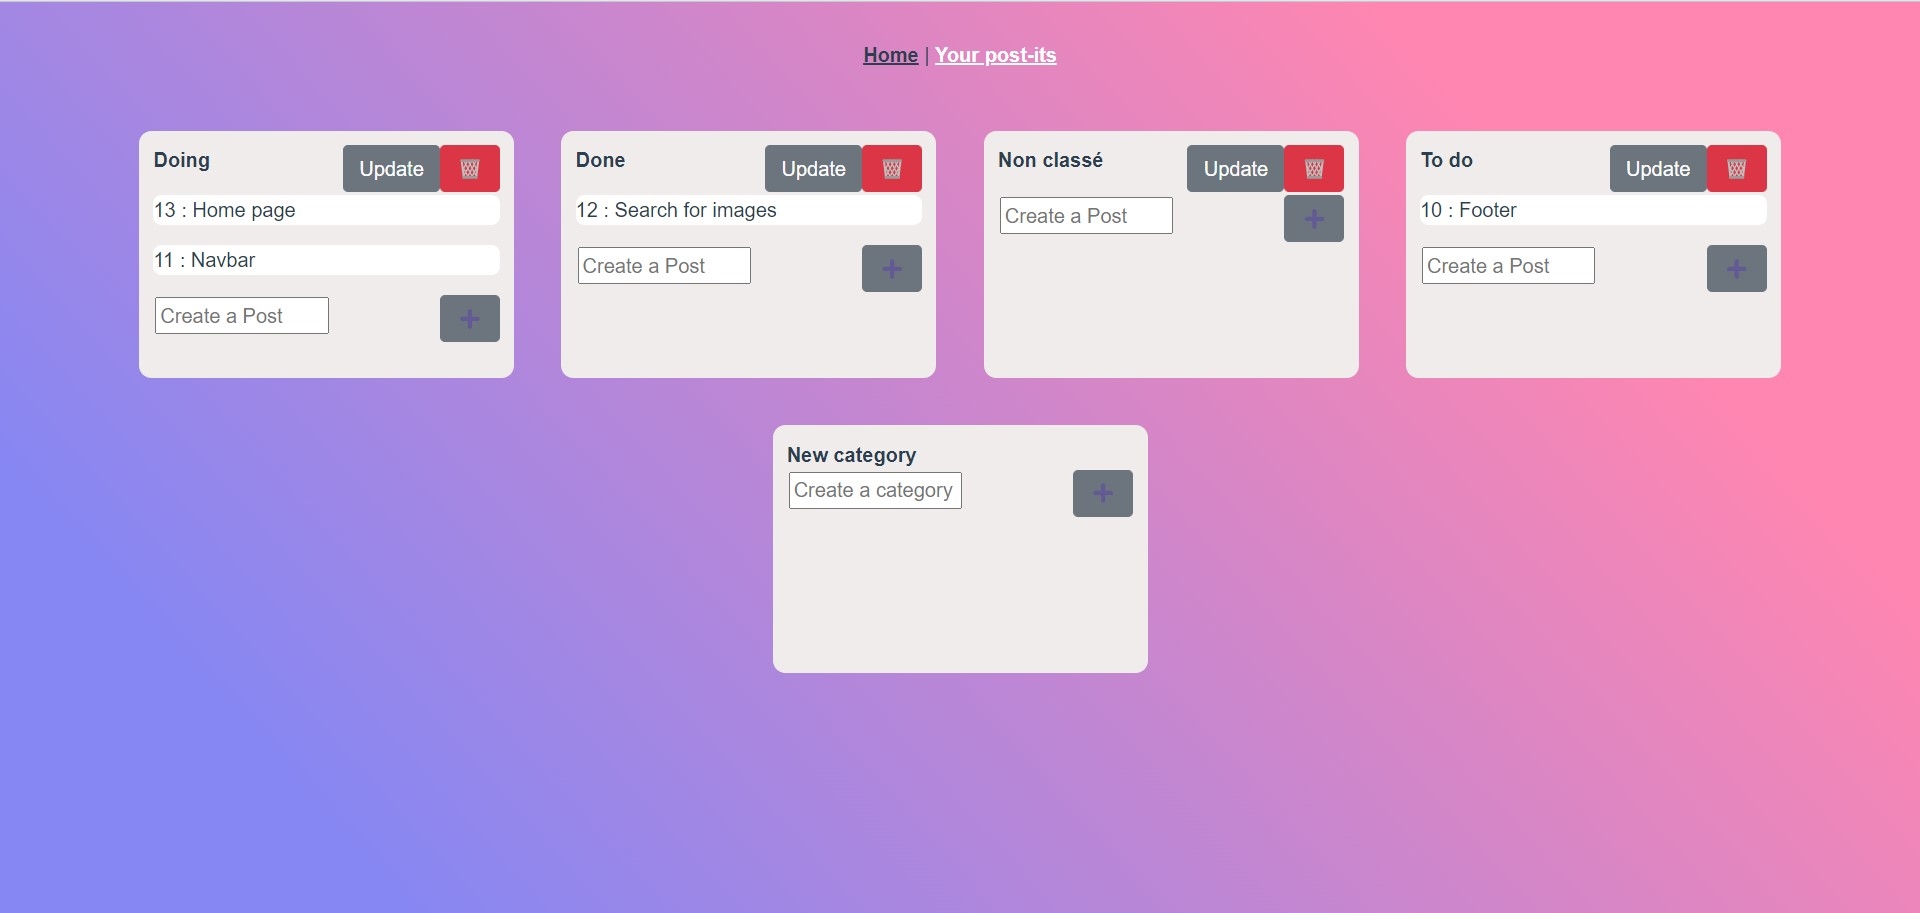 Home | Your post-its
Doing
Update
13 : Home page
11 : Navbar
Create a Post
Done
Update
12 : Search for images
Create a Post
Non classé
Update
Create a Post
To do
Update
10 : Footer
Create a Post
New category
Create a category